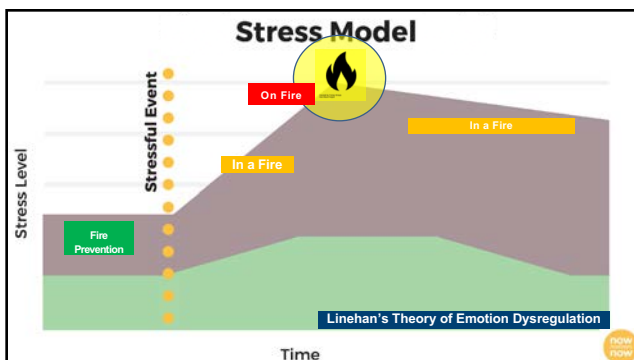 Stress Model
On Fire
Stressful Event
In a Fire
In a Fire
Stress Level
Fire
Prevention
Linehan's Theory of Emotion Dysregulation
Time
now
now